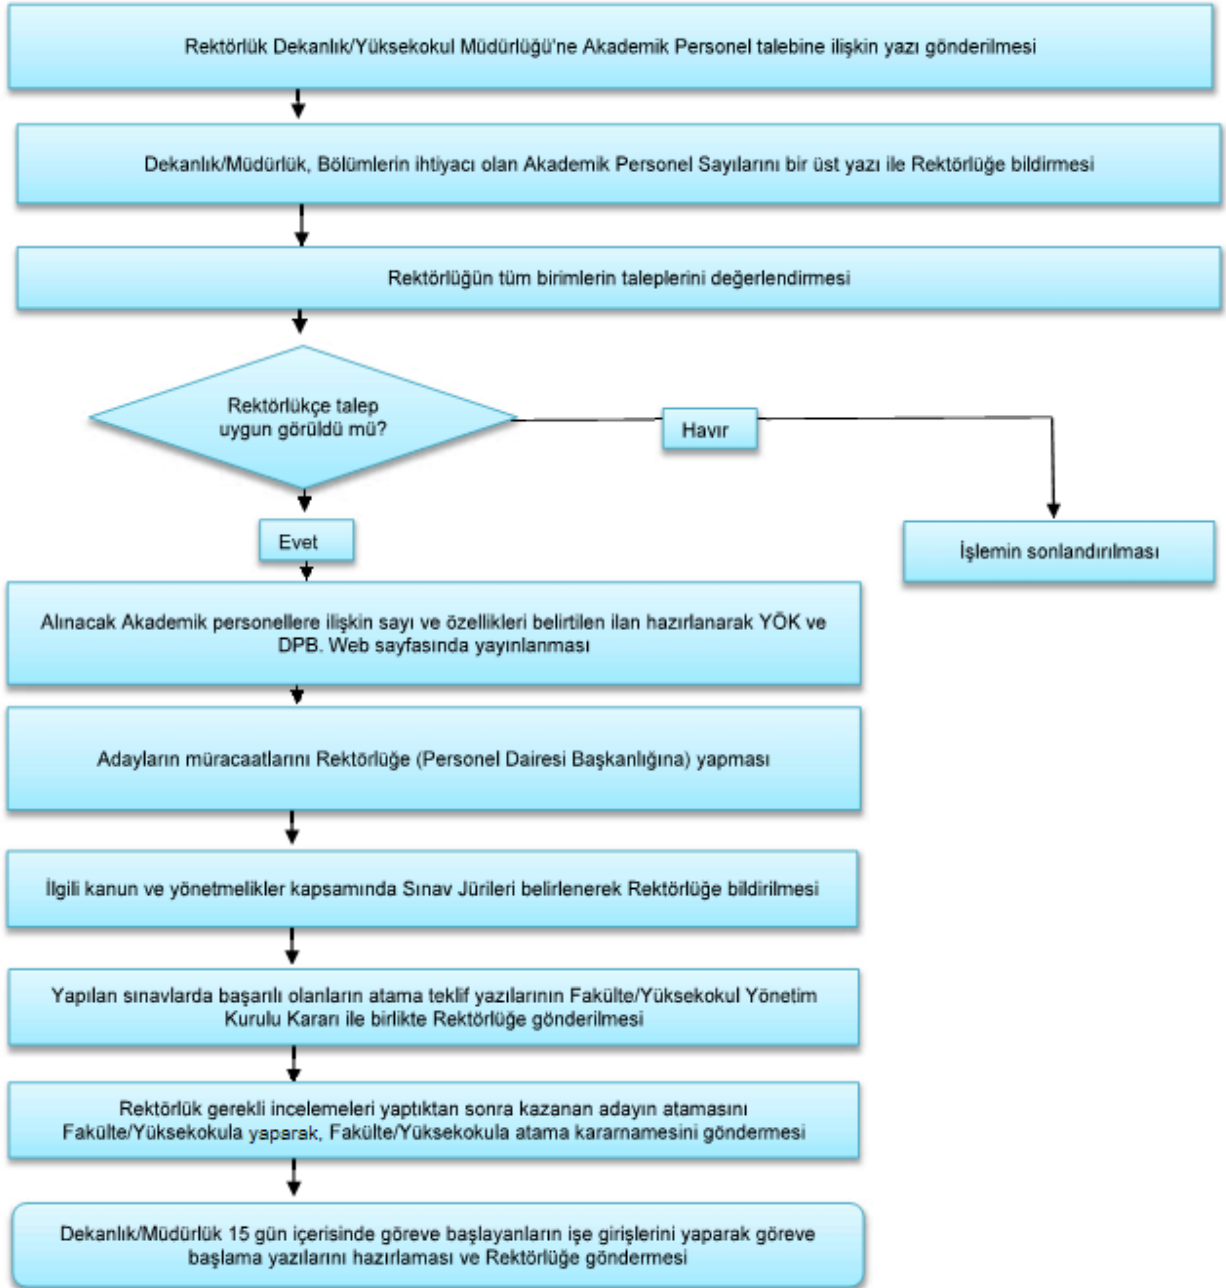 Rektörlük Dekanlık/Yüksekokul Müdürlüğü'ne Akademik Personel talebine ilişkin yazı gönderilmesi
Dekanlık/Müdürlük, Bölümlerin ihtiyacı olan Akademik Personel Sayılarını bir üst yazı ile Rektörlüğe bildirmesi
Rektörlüğün tüm birimlerin taleplerini değerlendirmesi
Rektörlükçe talep
uygun görüldü mü?
Havır
Evet
İşlemin sonlandırılması
Alınacak Akademik personellere ilişkin sayı ve özellikleri belirtilen ilan hazırlanarak YÖK ve
DPB. Web sayfasında yayınlanması
Adayların müracaatlarını Rektörlüğe (Personel Dairesi Başkanlığına) yapması
İlgili kanun ve yönetmelikler kapsamında Sınav Jürileri belirlenerek Rektörlüğe bildirilmesi
Yapılan sınavlarda başarılı olanların atama teklif yazılarının Fakülte/Yüksekokul Yönetim
Kurulu Kararı ile birlikte Rektörlüğe gönderilmesi
Rektörlük gerekli incelemeleri yaptıktan sonra kazanan adayın atamasını
Fakülte/Yüksekokula yaparak, Fakülte/Yüksekokula atama kararnamesini göndermesi
Dekanlık/Müdürlük 15 gün içerisinde göreve başlayanların işe girişlerini yaparak göreve
başlama yazılarını hazırlaması ve Rektörlüğe göndermesi